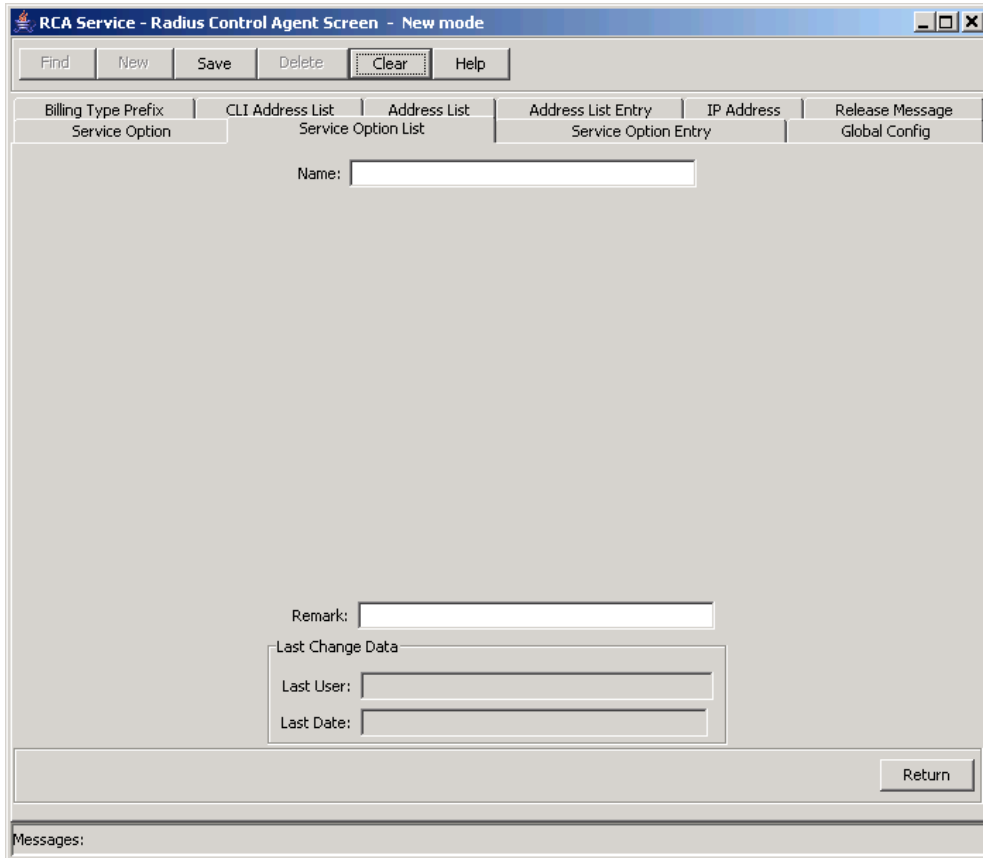 RCA Service - Radius Control Agent Screen - New mode
Find New Save Delete Clear Help
Billing Type Prefix CLI Address List Address List Address List Entry IP Address Release Message
Service Option Service Option List Service Option Entry Global Config
Name:
Remark:
Last Change Data
Last User:
Last Date:
Return
Messages: